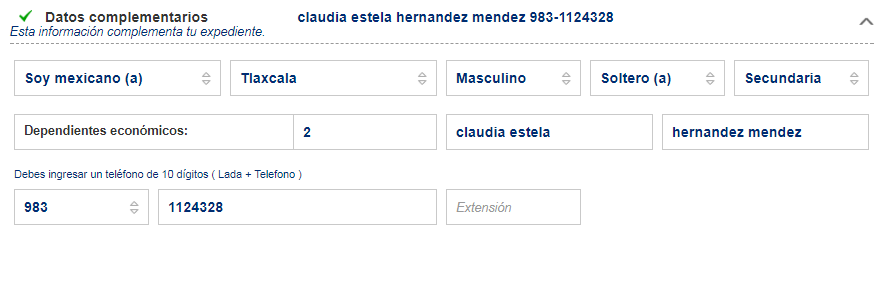 Datos complementarios claudia estela hernandez mendez 983-1124328
Esta información complementa tu expediente.
Soy mexicano (a) Tlaxcala Masculino Soltero (a) Secundaria
Dependientes económicos: 2 claudia estela hernandez mendez
Debes ingresar un teléfono de 10 dígitos ( Lada + Telefono )
983 1124328 Extensión